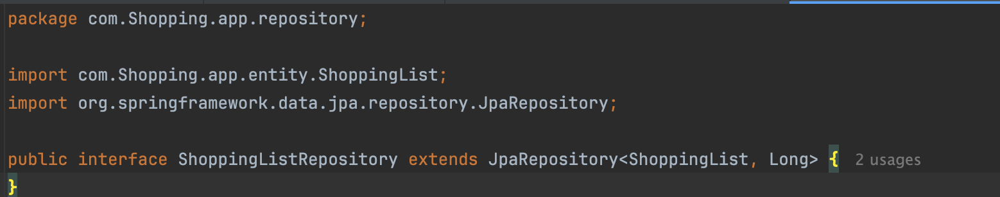 package com.Shopping.app.repository;
import com.Shopping.app.entity.ShoppingList;
import org.springframework.data.jpa.repository.JpaRepository;
public interface ShoppingListRepository extends JpaRepository<ShoppingList, Long> { 2 usages
}